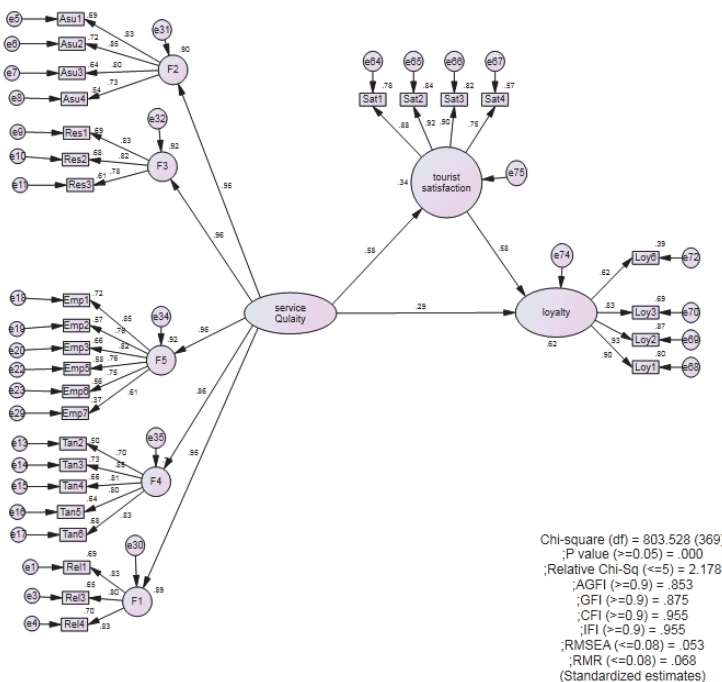 e5 Asu1 .69
e6 Asu2 .72 .83
e7 Asu3 .64 .85 .80
e8 Asu4 .54 .73
e31 F2 .90
e9 Res1 .69 .83
e10 Res2 .68 .82
e11 Res3 .61 .78
e32 F3 .92
e64 e65 e66 e67
.78 .84 .82 .57
Sat1 Sat2 Sat3 Sat4
.88 .92 .90 .75
tourist
satisfaction
.34
e75
.95
.96
.58
.58
e18 Emp1 .72 .85
e19 Emp2 .57 .76
e20 Emp3 .66 .82
e22 Emp5 .58 .76
e23 Emp6 .75
e29 Emp7 .37 .61
e34 F5 .92
.96
service
Qulaity
.29
e74
loyalty
.62
.39
Loy6 e72
.62
.69
Loy3 e70
.83
.87
Loy2 e69
.93
.80
Loy1 e68
.90
.86
.95
e13 Tan2 .50 .70
e14 Tan3 .73 .85
e15 Tan4 .66 .81
e16 Tan5 .64 .80
e17 Tan6 .68 .83
e35 F4
e30 F1 .89
e1 Rel1 .69 .83
e3 Rel3 .65 .80
e4 Rel4 .70 .83
Chi-square (df) = 803.528 (369)
;P value (>=0.05) = .000
;Relative Chi-Sq (<=5) = 2.178
;AGFI (>=0.9) = .853
;GFI (>=0.9) = .875
;CFI (>=0.9) = .955
;IFI (>=0.9) = .955
;RMSEA (<=0.08) = .053
;RMR (<=0.08) = .068
(Standardized estimates)